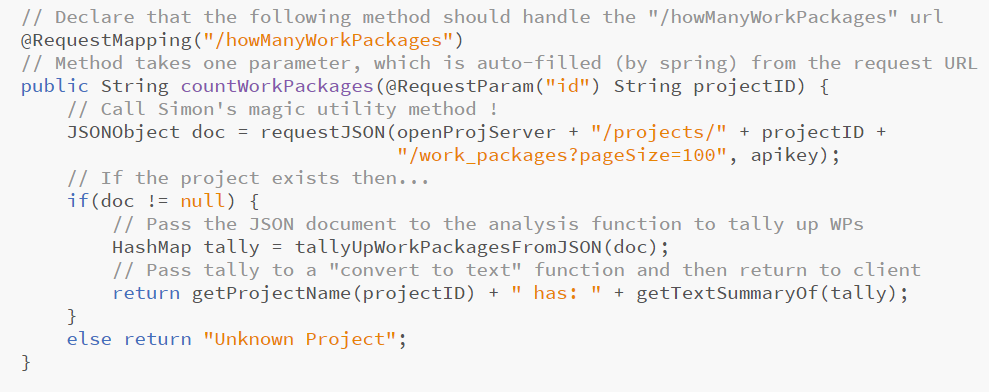 // Declare that the following method should handle the "/howManyWorkPackages" url
@RequestMapping("/howManyWorkPackages")
// Method takes one parameter, which is auto-filled (by spring) from the request URL
public String countWorkPackages(@RequestParam("id") String projectID) {
    // Call Simon's magic utility method !
    JSONObject doc = requestJSON(openProjServer + "/projects/" + projectID +
                                 "/work_packages?pageSize=100", apikey);
    // If the project exists then...
    if(doc != null) {
        // Pass the JSON document to the analysis function to tally up WPs
        HashMap tally = tallyUpWorkPackagesFromJSON(doc);
        // Pass tally to a "convert to text" function and then return to client
        return getProjectName(projectID) + " has: " + getTextSummaryOf(tally);
    }
    else return "Unknown Project";
}